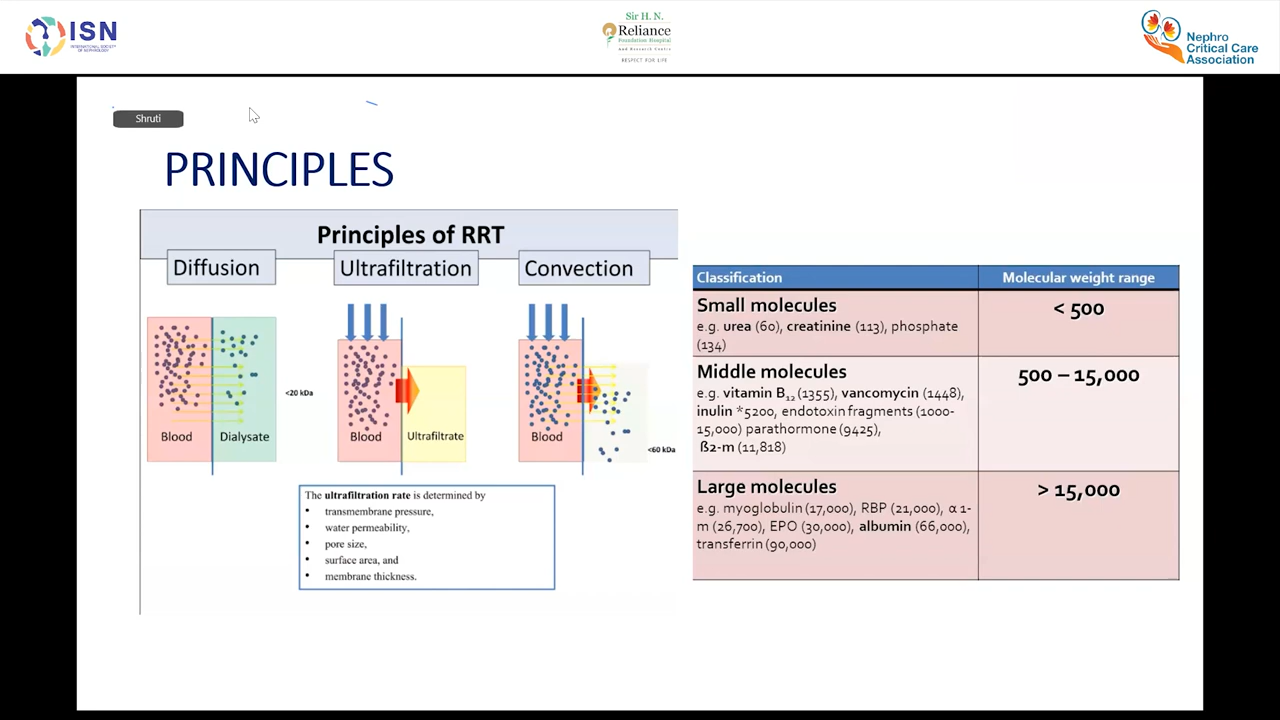 ISN
INTERNATIONAL SOCIETY
OF NEPHROLOGY
Sir H. N.
Reliance
Foundation Hospital
And Research Centre
RESPECT FOR LIFE
Nephro
Critical Care
Association
Shruti
PRINCIPLES
Principles of RRT
Diffusion
Ultrafiltration
Convection
<20 kDa
Blood
Dialysate
Blood
Ultrafiltrate
Blood
<60 kDa
The ultrafiltration rate is determined by
• transmembrane pressure,
• water permeability,
• pore size,
• surface area, and
• membrane thickness.
Classification
Molecular weight range
Small molecules
e.g. urea (60), creatinine (113), phosphate
(134)
< 500
Middle molecules
e.g. vitamin B12 (1355), vancomycin (1448),
inulin *5200, endotoxin fragments (1000-
15,000) parathormone (9425),
ß2-m (11,818)
500 – 15,000
Large molecules
e.g. myoglobulin (17,000), RBP (21,000), α 1-
m (26,700), EPO (30,000), albumin (66,000),
transferrin (90,000)
> 15,000